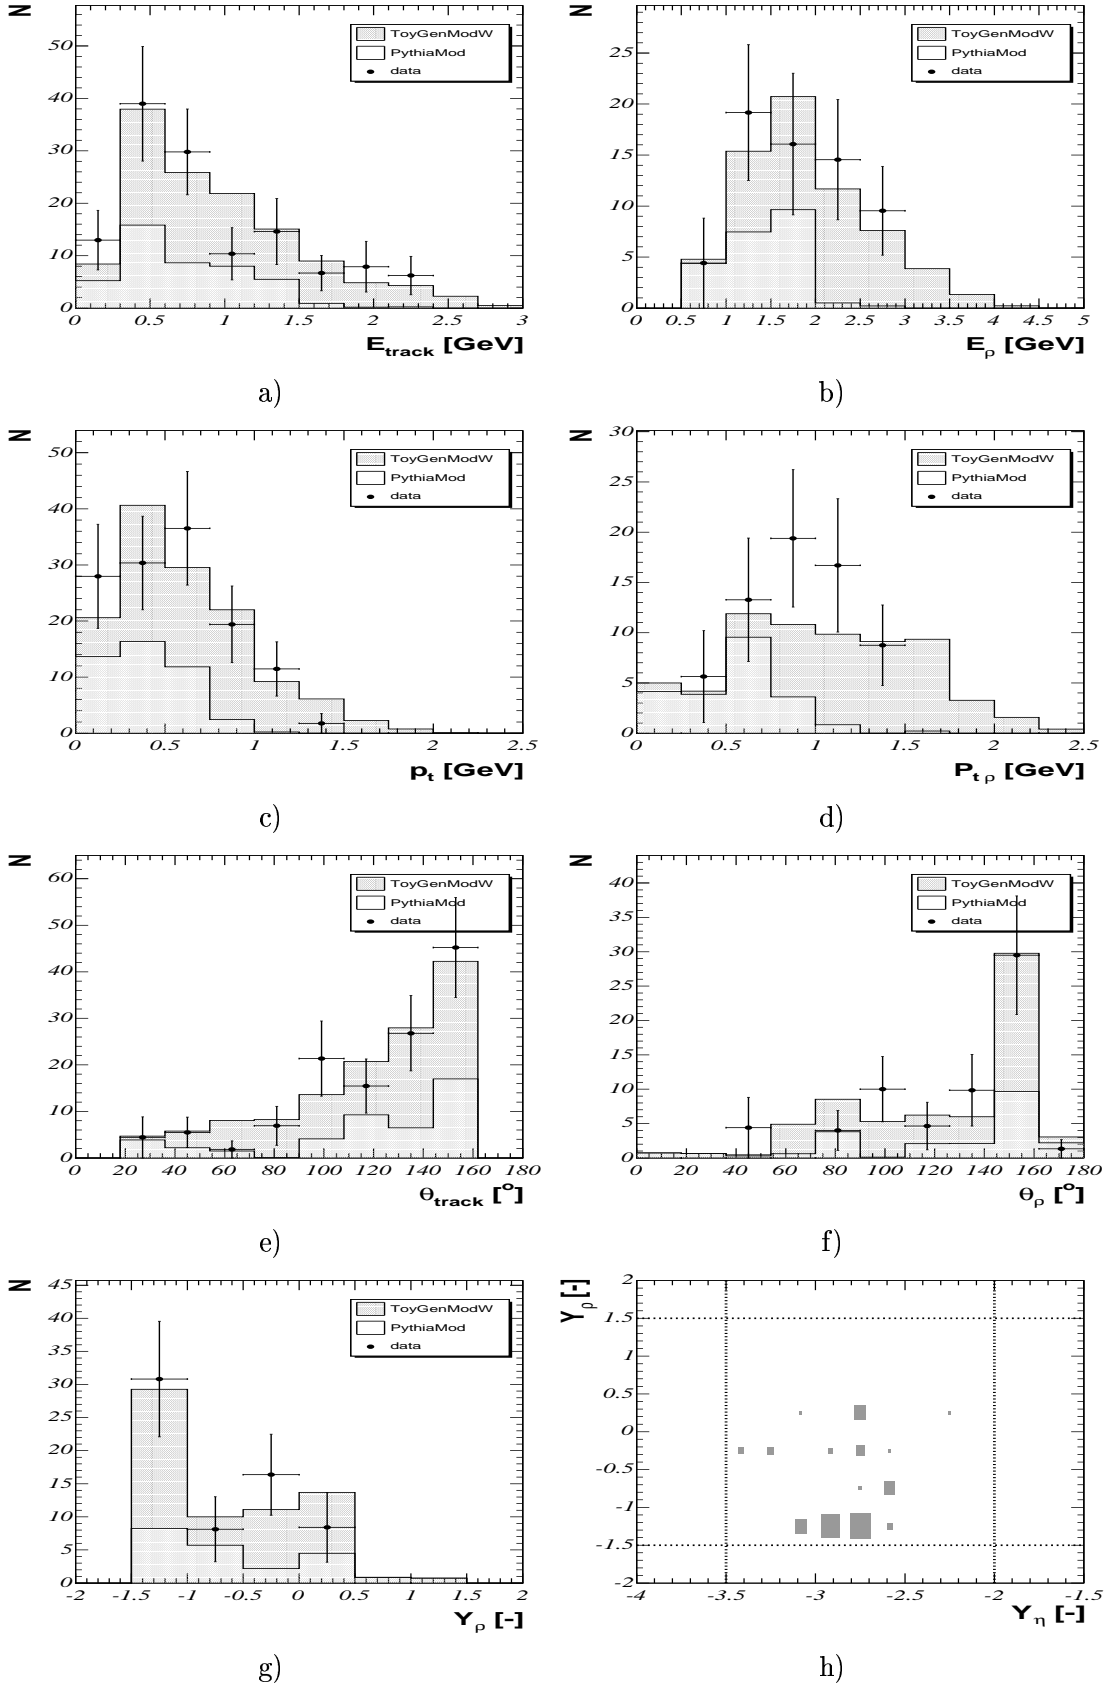 N
50
40
30
20
10
0
ToyGenModW
PythiaMod
data
0 0.5 1 1.5 2 2.5 3
E_track [GeV]
a)
N
25
20
15
10
5
0
ToyGenModW
PythiaMod
data
0 0.5 1 1.5 2 2.5 3 3.5 4 4.5 5
E_ρ [GeV]
b)
N
50
40
30
20
10
0
ToyGenModW
PythiaMod
data
0 0.5 1 1.5 2 2.5
p_t [GeV]
c)
N
30
25
20
15
10
5
0
ToyGenModW
PythiaMod
data
0 0.5 1 1.5 2 2.5
P_t ρ [GeV]
d)
N
60
50
40
30
20
10
0
ToyGenModW
PythiaMod
data
0 20 40 60 80 100 120 140 160 180
θ_track [°]
e)
N
40
35
30
25
20
15
10
5
0
ToyGenModW
PythiaMod
data
0 20 40 60 80 100 120 140 160 180
θ_ρ [°]
f)
N
45
40
35
30
25
20
15
10
5
0
ToyGenModW
PythiaMod
data
-2 -1.5 -1 -0.5 0 0.5 1 1.5 2
Y_ρ [-]
g)
Y_ρ [-]
2
1.5
1
0.5
0
-0.5
-1
-1.5
-2
-4 -3.5 -3 -2.5 -2 -1.5
Y_η [-]
h)